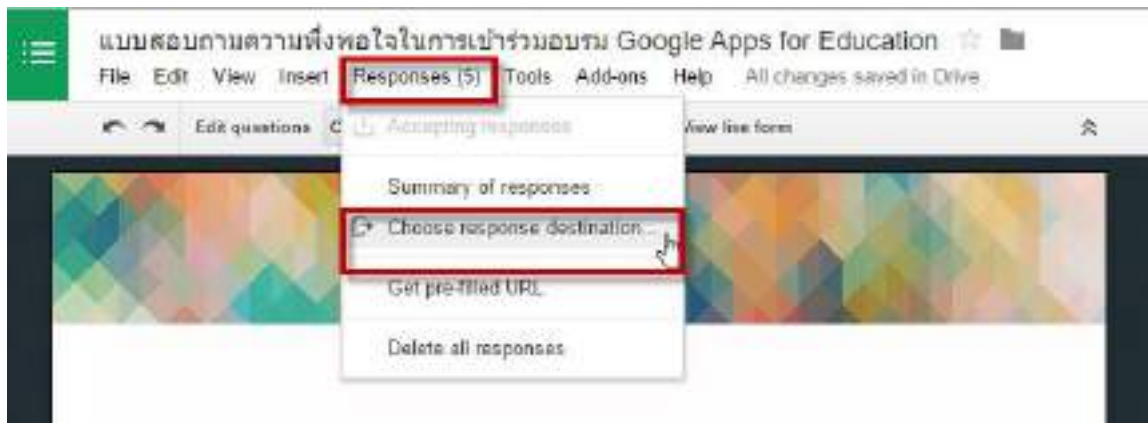 แบบสอบถามความพึงพอใจในการเข้าร่วมอบรม Google Apps for Education
File Edit View Insert Responses (5) Tools Add-ons Help All changes saved in Drive
Edit questions C Accepting responses View live form
Summary of responses
Choose response destination...
Get pre-filled URL
Delete all responses